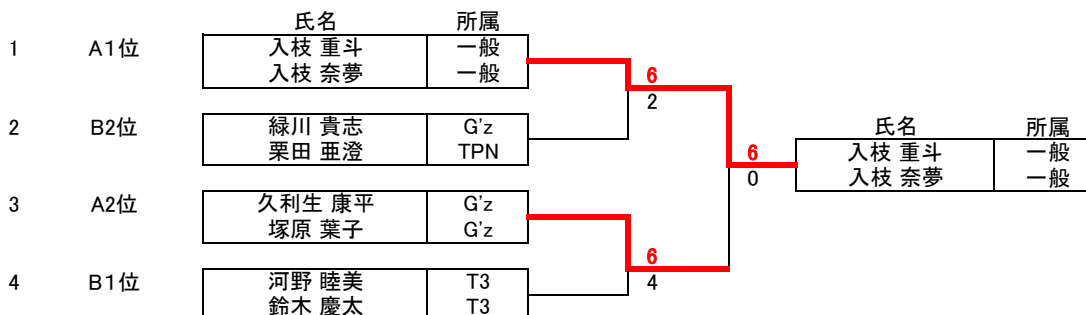 氏名 所属
1 A1位 入枝 重斗 一般
入枝 奈夢 一般
6
2
2 B2位 緑川 貴志 G'z
栗田 亜澄 TPN
氏名 所属
6 入枝 重斗 一般
0 入枝 奈夢 一般
3 A2位 久利生 康平 G'z
塚原 葉子 G'z
6
4
4 B1位 河野 睦美 T3
鈴木 慶太 T3